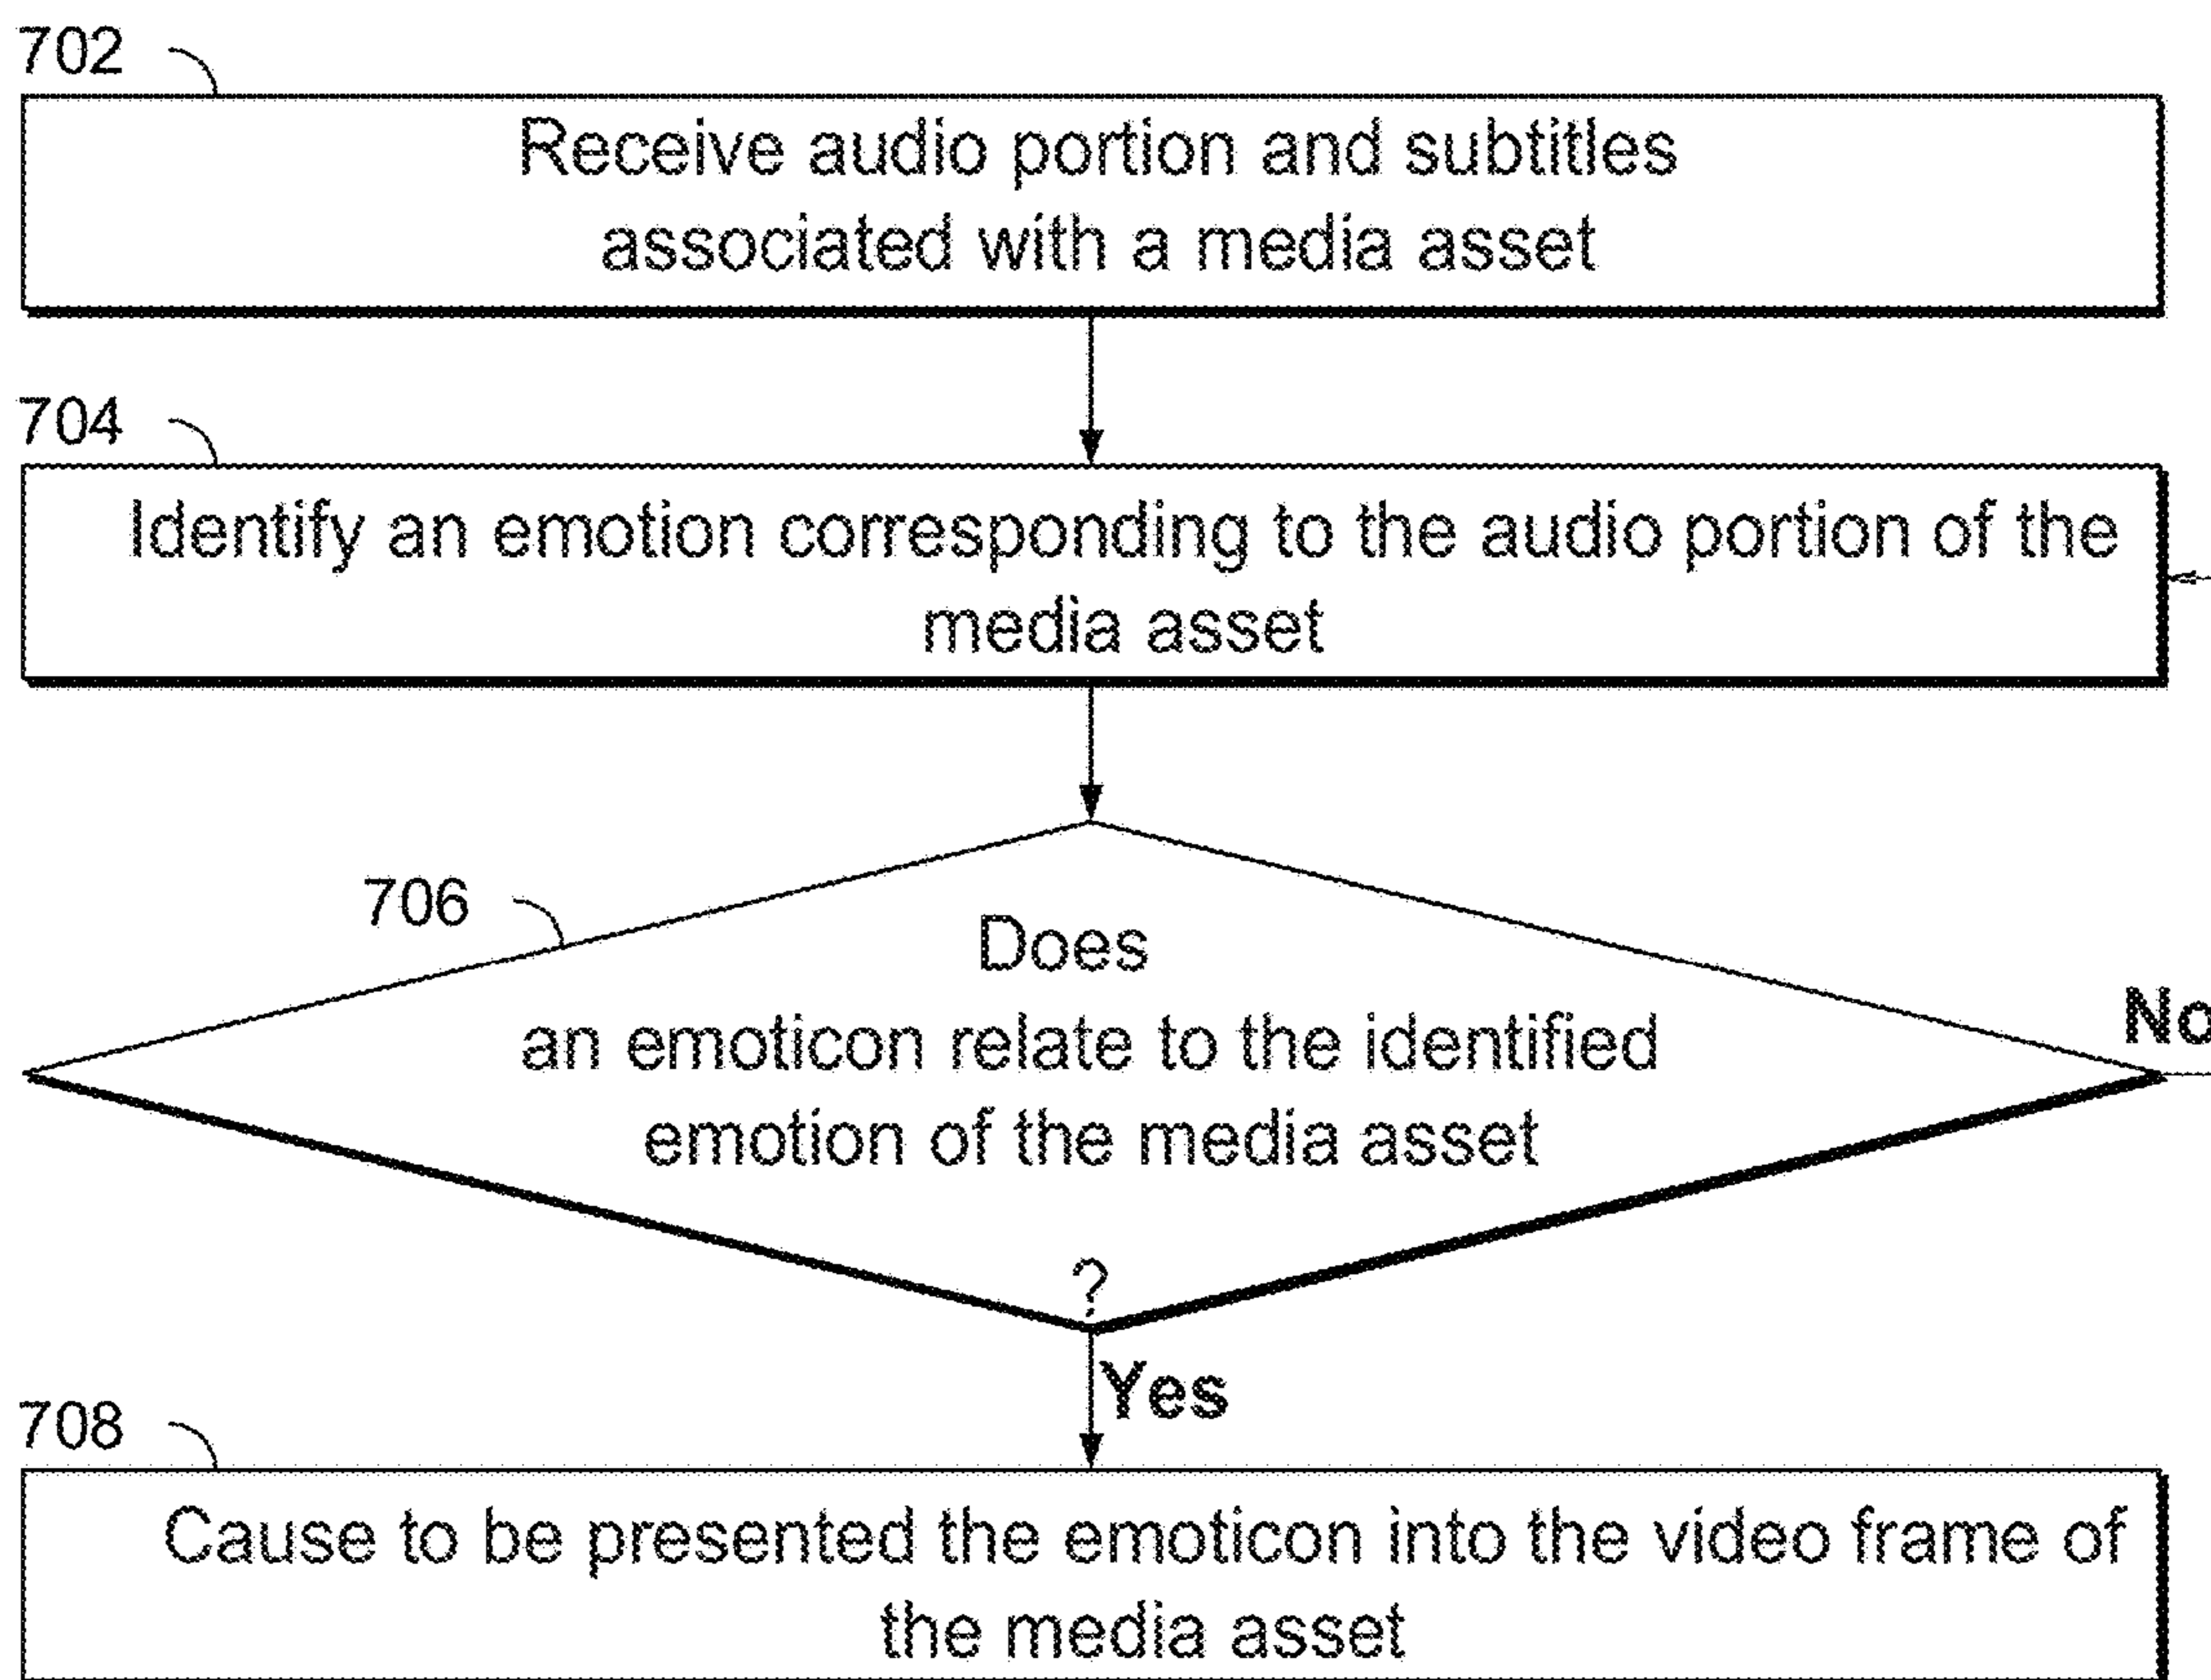 702
Receive audio portion and subtitles
associated with a media asset
704
Identify an emotion corresponding to the audio portion of the
media asset
706
Does
an emoticon relate to the identified
emotion of the media asset
?
No
Yes
708
Cause to be presented the emoticon into the video frame of
the media asset